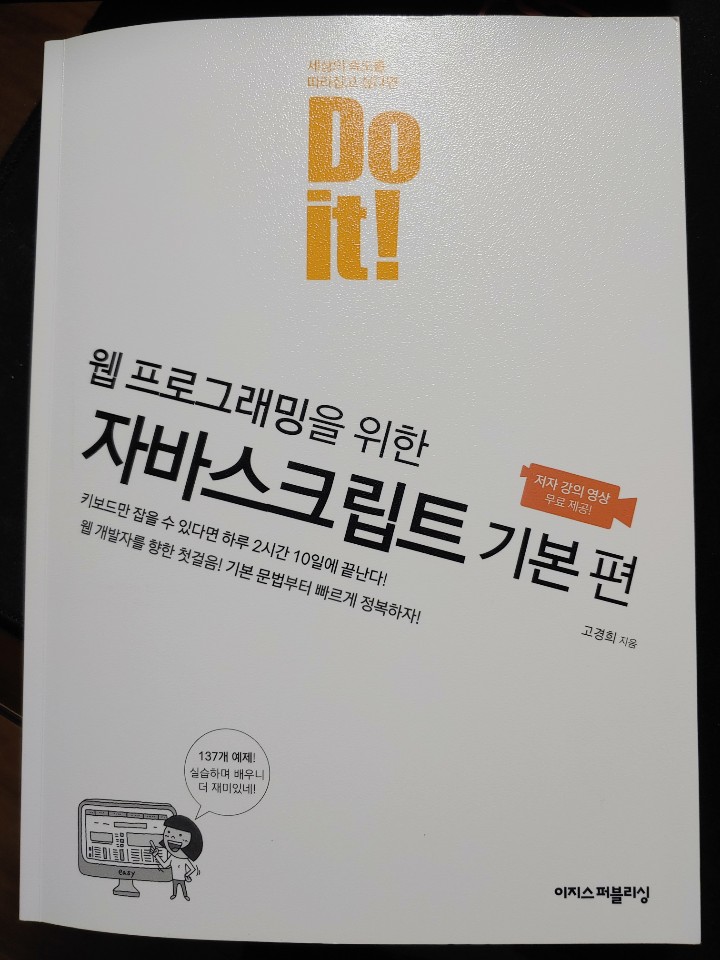 세상의 속도를
따라잡고 싶다면
Do
it!
웹 프로그래밍을 위한
자바스크립트 기본 편
저자 강의 영상
무료 제공!
키보드만 잡을 수 있다면 하루 2시간 10일에 끝난다!
웹 개발자를 향한 첫걸음! 기본 문법부터 빠르게 정복하자!
고경희 지음
137개 예제!
실습하며 배우니
더 재미있네!
easy
이지스 퍼블리싱